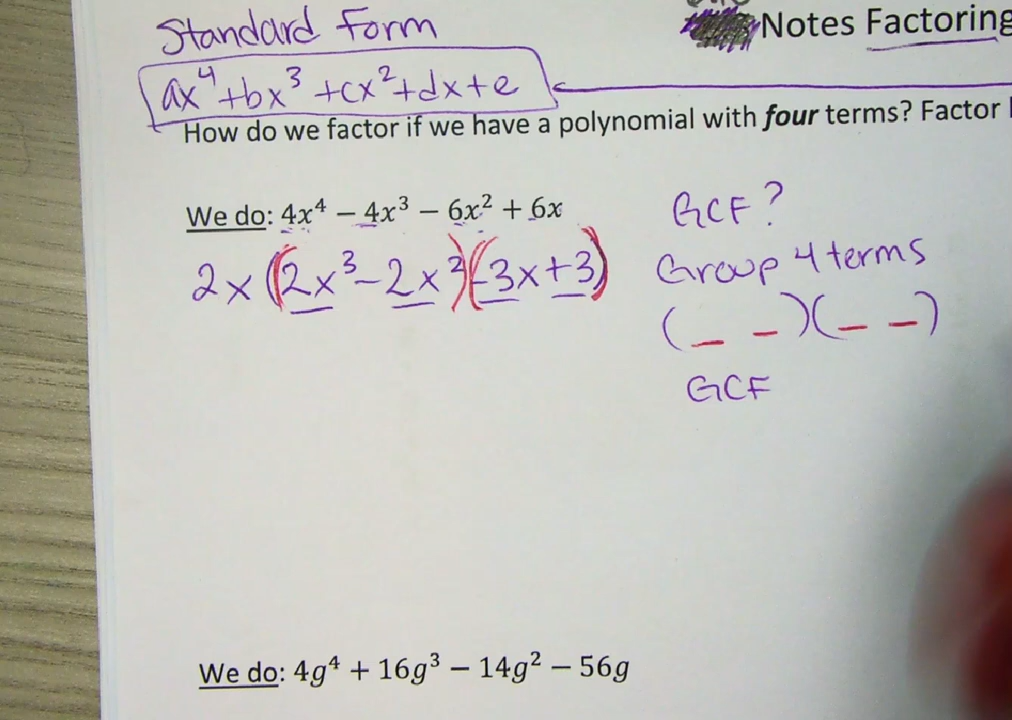 Standard Form
Notes Factoring
ax⁴+bx³+cx²+dx+e
How do we factor if we have a polynomial with four terms? Factor
We do: 4x⁴ − 4x³ − 6x² + 6x
GCF?
2x(2x³-2x²)(-3x+3)
Group 4 terms
(_ _)(_ _)
GCF
We do: 4g⁴ + 16g³ − 14g² − 56g